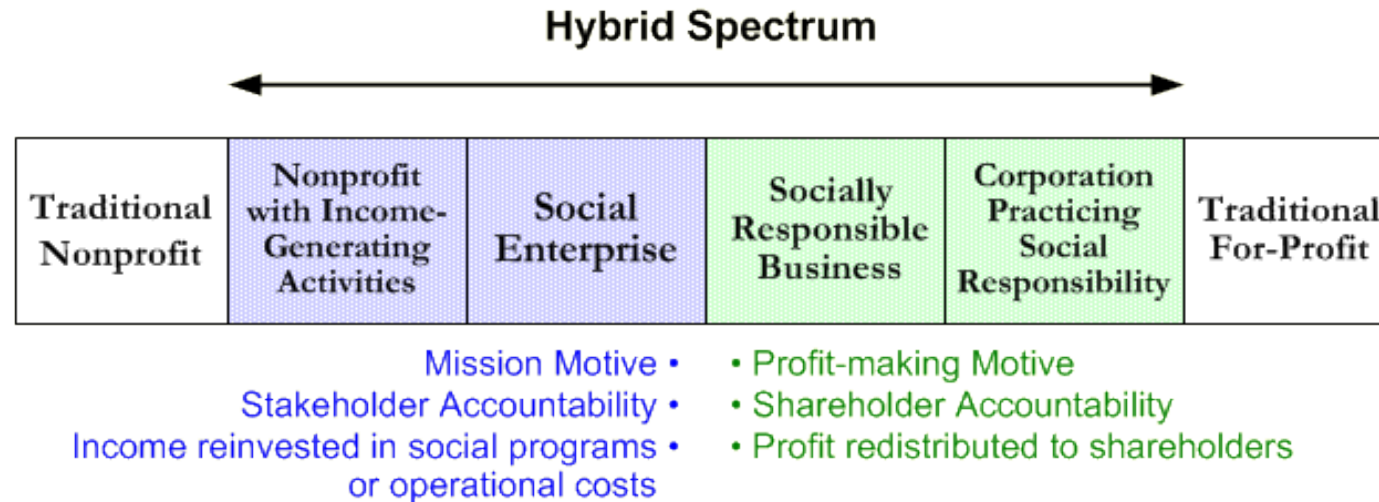 Hybrid Spectrum
Traditional
Nonprofit
Nonprofit
with Income-
Generating
Activities
Social
Enterprise
Socially
Responsible
Business
Corporation
Practicing
Social
Responsibility
Traditional
For-Profit
Mission Motive •
Stakeholder Accountability •
Income reinvested in social programs •
or operational costs
• Profit-making Motive
• Shareholder Accountability
• Profit redistributed to shareholders